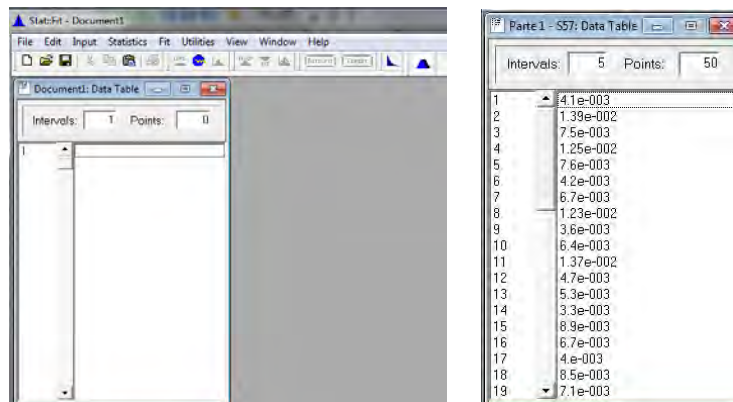 Stat::Fit - Document1
File Edit Input Statistics Fit Utilities View Window Help
Document1: Data Table
Intervals: 1 Points: 0
1
Parte 1 - S57: Data Table
Intervals: 5 Points: 50
1 4.1e-003
2 1.39e-002
3 7.5e-003
4 1.25e-002
5 7.6e-003
6 4.2e-003
7 6.7e-003
8 1.23e-002
9 3.6e-003
10 6.4e-003
11 1.37e-002
12 4.7e-003
13 5.3e-003
14 3.3e-003
15 8.9e-003
16 6.7e-003
17 4.e-003
18 8.5e-003
19 7.1e-003